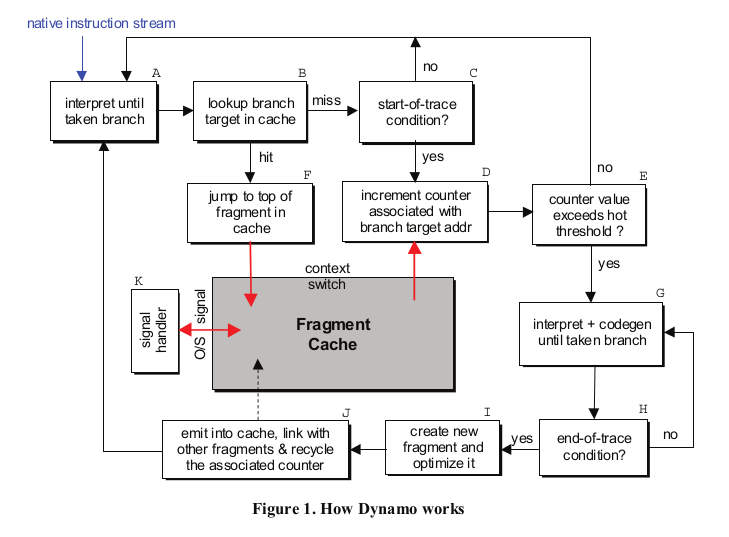 native instruction stream
A
interpret until
taken branch
B
lookup branch
target in cache
miss
no
C
start-of-trace
condition?
hit
yes
F
jump to top of
fragment in
cache
D
increment counter
associated with
branch target addr
no
E
counter value
exceeds hot
threshold ?
yes
K
signal
handler
O/S signal
context
switch
Fragment
Cache
G
interpret + codegen
until taken branch
J
emit into cache, link with
other fragments & recycle
the associated counter
I
create new
fragment and
optimize it
yes
H
end-of-trace
condition?
no
Figure 1. How Dynamo works